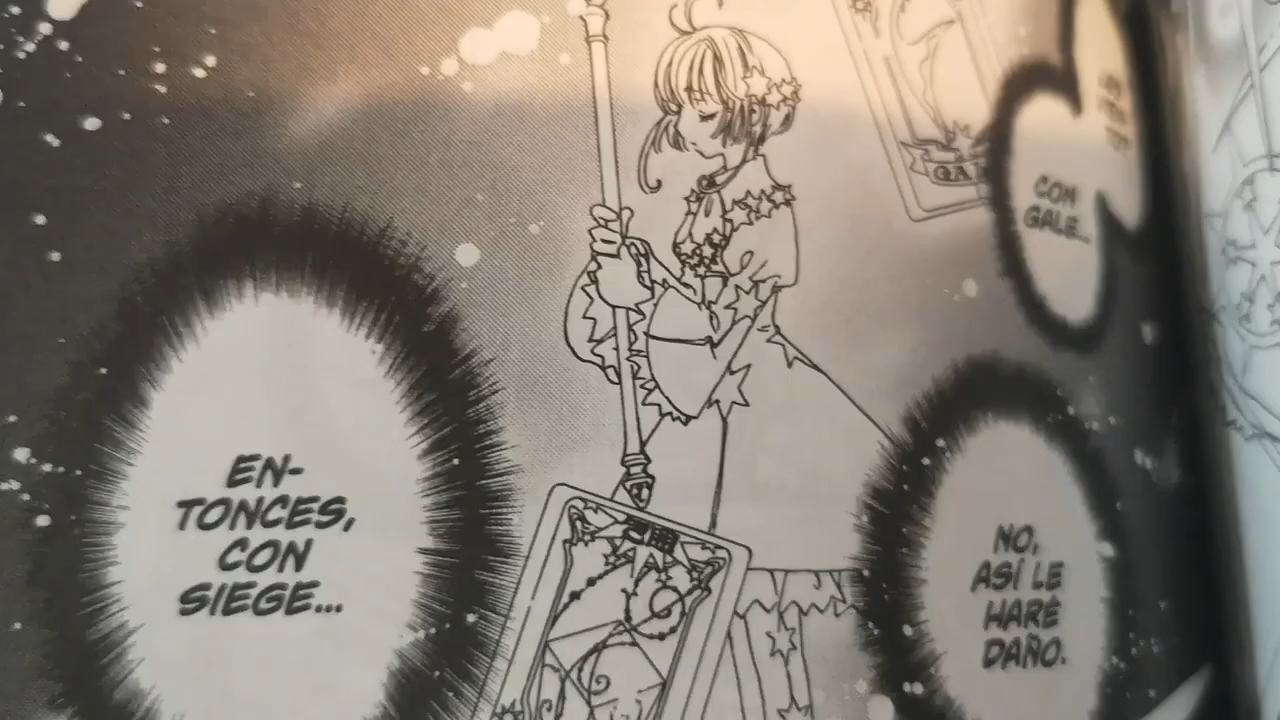 CON
GALE...
NO,
ASÍ LE
HARÉ
DAÑO.
EN-
TONCES,
CON
SIEGE...